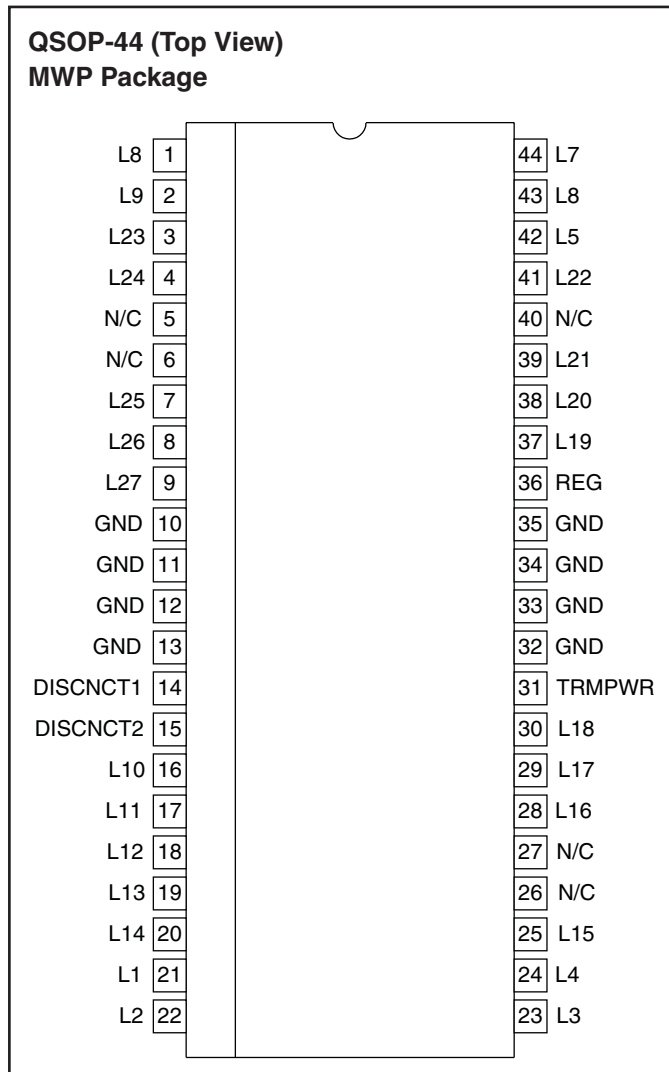 QSOP-44 (Top View)
MWP Package
L8 1 44 L7
L9 2 43 L8
L23 3 42 L5
L24 4 41 L22
N/C 5 40 N/C
N/C 6 39 L21
L25 7 38 L20
L26 8 37 L19
L27 9 36 REG
GND 10 35 GND
GND 11 34 GND
GND 12 33 GND
GND 13 32 GND
DISCNCT1 14 31 TRMPWR
DISCNCT2 15 30 L18
L10 16 29 L17
L11 17 28 L16
L12 18 27 N/C
L13 19 26 N/C
L14 20 25 L15
L1 21 24 L4
L2 22 23 L3